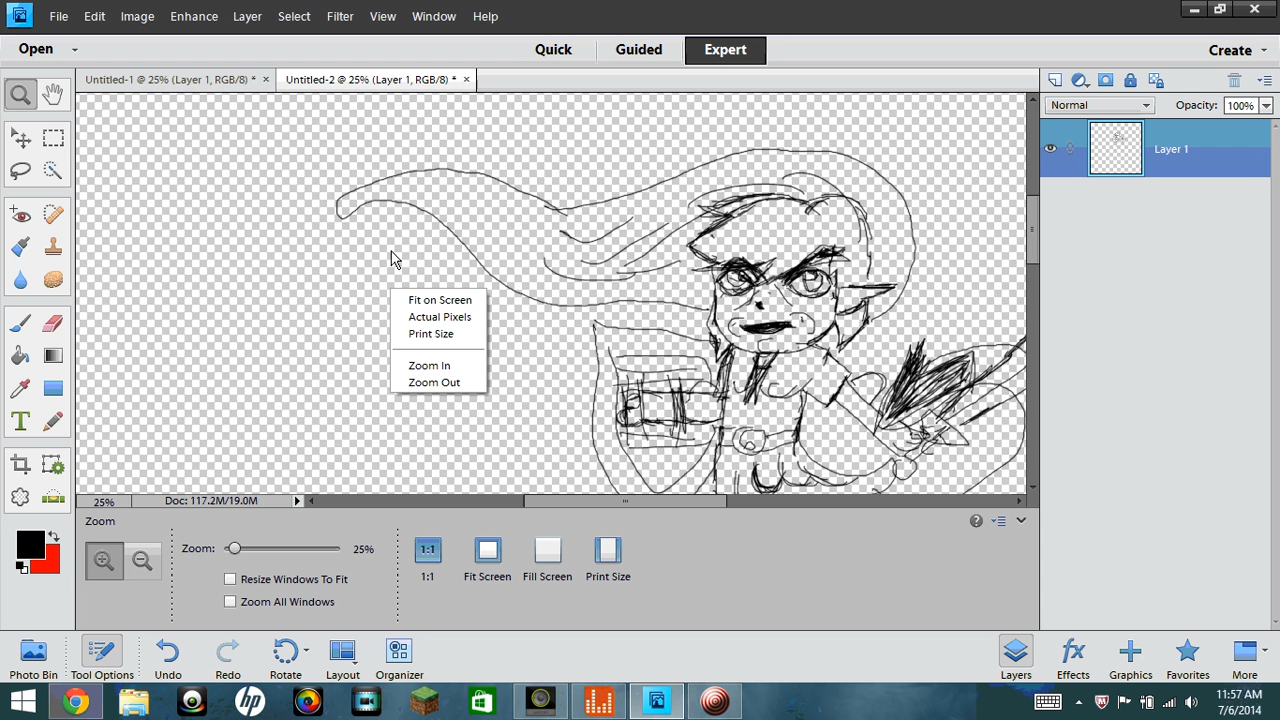 File Edit Image Enhance Layer Select Filter View Window Help
Open Quick Guided Expert Create
Untitled-1 @ 25% (Layer 1, RGB/8) * × Untitled-2 @ 25% (Layer 1, RGB/8) * ×
Normal Opacity: 100%
Layer 1
Fit on Screen
Actual Pixels
Print Size
Zoom In
Zoom Out
25% Doc: 117.2M/19.0M
Zoom
Zoom: 25% 1:1
1:1 Fit Screen Fill Screen Print Size
Resize Windows To Fit
Zoom All Windows
Photo Bin Tool Options Undo Redo Rotate Layout Organizer Layers Effects Graphics Favorites More
11:57 AM
7/6/2014